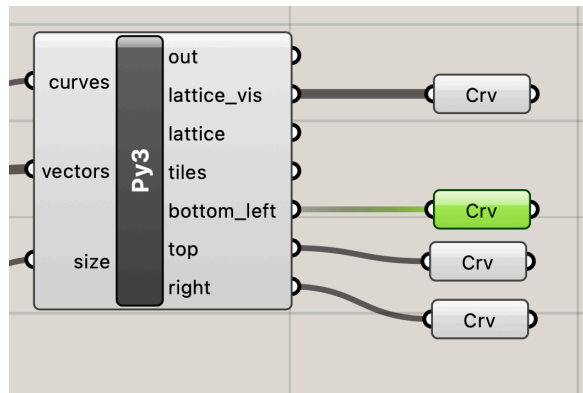 curves
vectors
size
Py3
out
lattice_vis
lattice
tiles
bottom_left
top
right
Crv
Crv
Crv
Crv